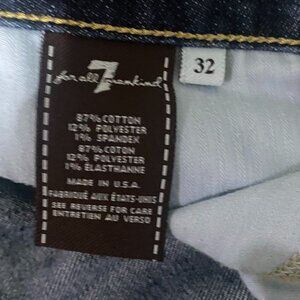 7
for all mankind
32
87% COTTON
12% POLYESTER
1% SPANDEX
87% COTON
12% POLYESTER
1% ÉLASTHANNE
MADE IN U.S.A.
FABRIQUÉ AUX ÉTATS-UNIS
SEE REVERSE FOR CARE
ENTRETIEN AU VERSO